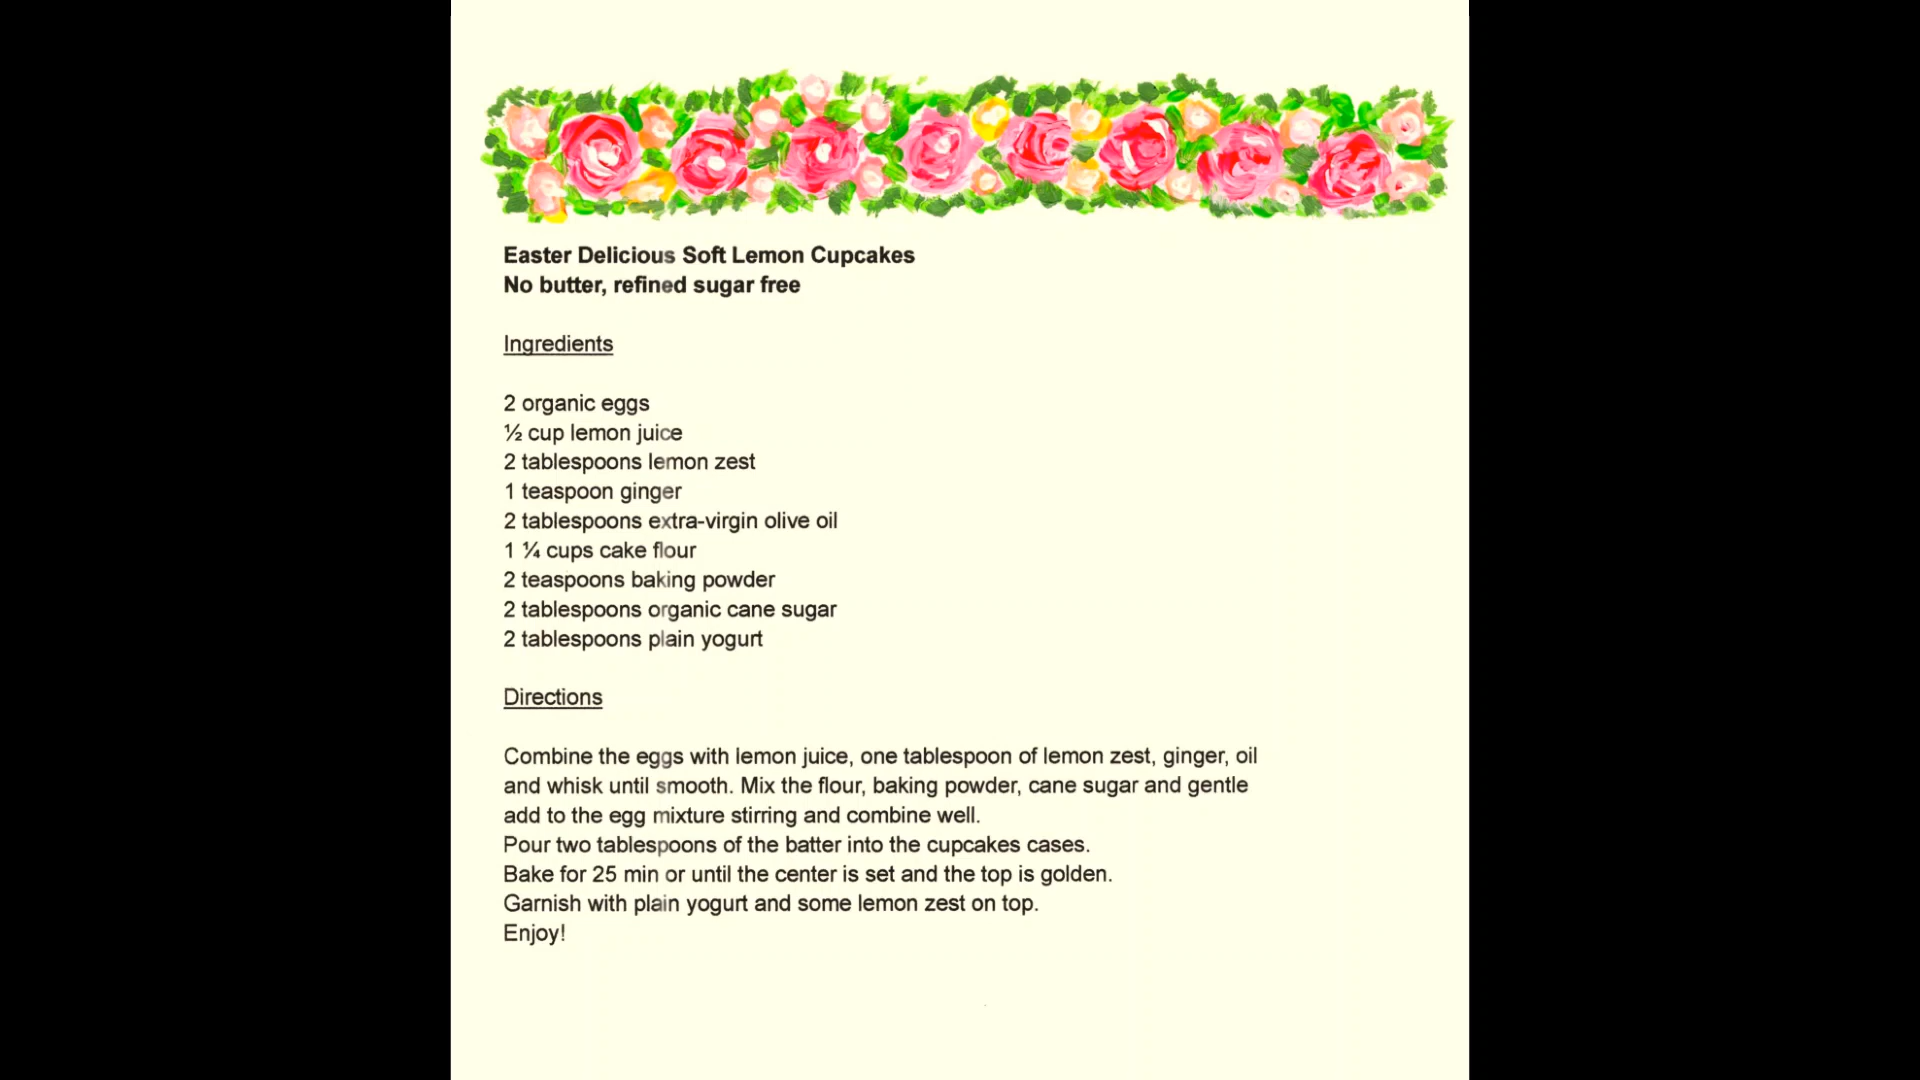 Easter Delicious Soft Lemon Cupcakes
No butter, refined sugar free
Ingredients
2 organic eggs
½ cup lemon juice
2 tablespoons lemon zest
1 teaspoon ginger
2 tablespoons extra-virgin olive oil
1 ¼ cups cake flour
2 teaspoons baking powder
2 tablespoons organic cane sugar
2 tablespoons plain yogurt
Directions
Combine the eggs with lemon juice, one tablespoon of lemon zest, ginger, oil
and whisk until smooth. Mix the flour, baking powder, cane sugar and gentle
add to the egg mixture stirring and combine well.
Pour two tablespoons of the batter into the cupcakes cases.
Bake for 25 min or until the center is set and the top is golden.
Garnish with plain yogurt and some lemon zest on top.
Enjoy!